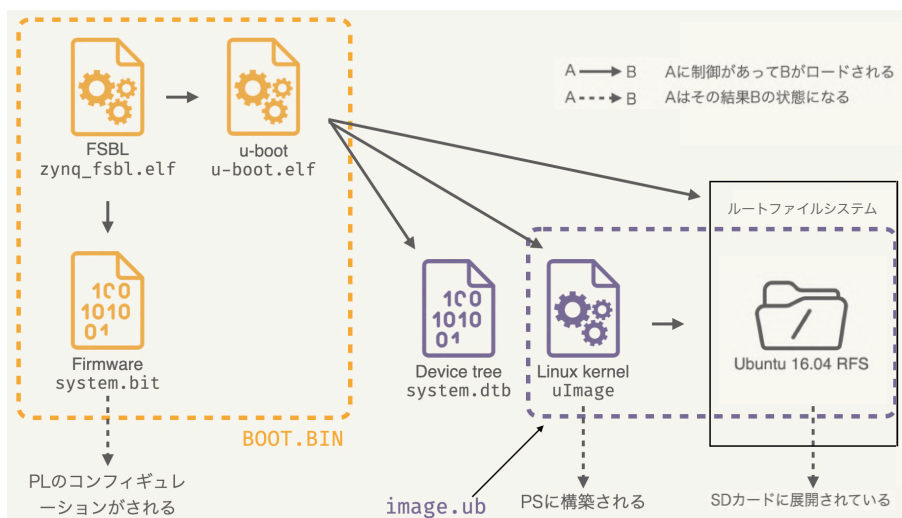 A → B Aに制御があってBがロードされる
A ⇢ B Aはその結果Bの状態になる
FSBL
zynq_fsbl.elf
u-boot
u-boot.elf
ルートファイルシステム
100
1010
01
Firmware
system.bit
100
1010
01
Device tree
system.dtb
Linux kernel
uImage
Ubuntu 16.04 RFS
BOOT.BIN
PLのコンフィギュレ
ーションがされる
image.ub
PSに構築される
SDカードに展開されている